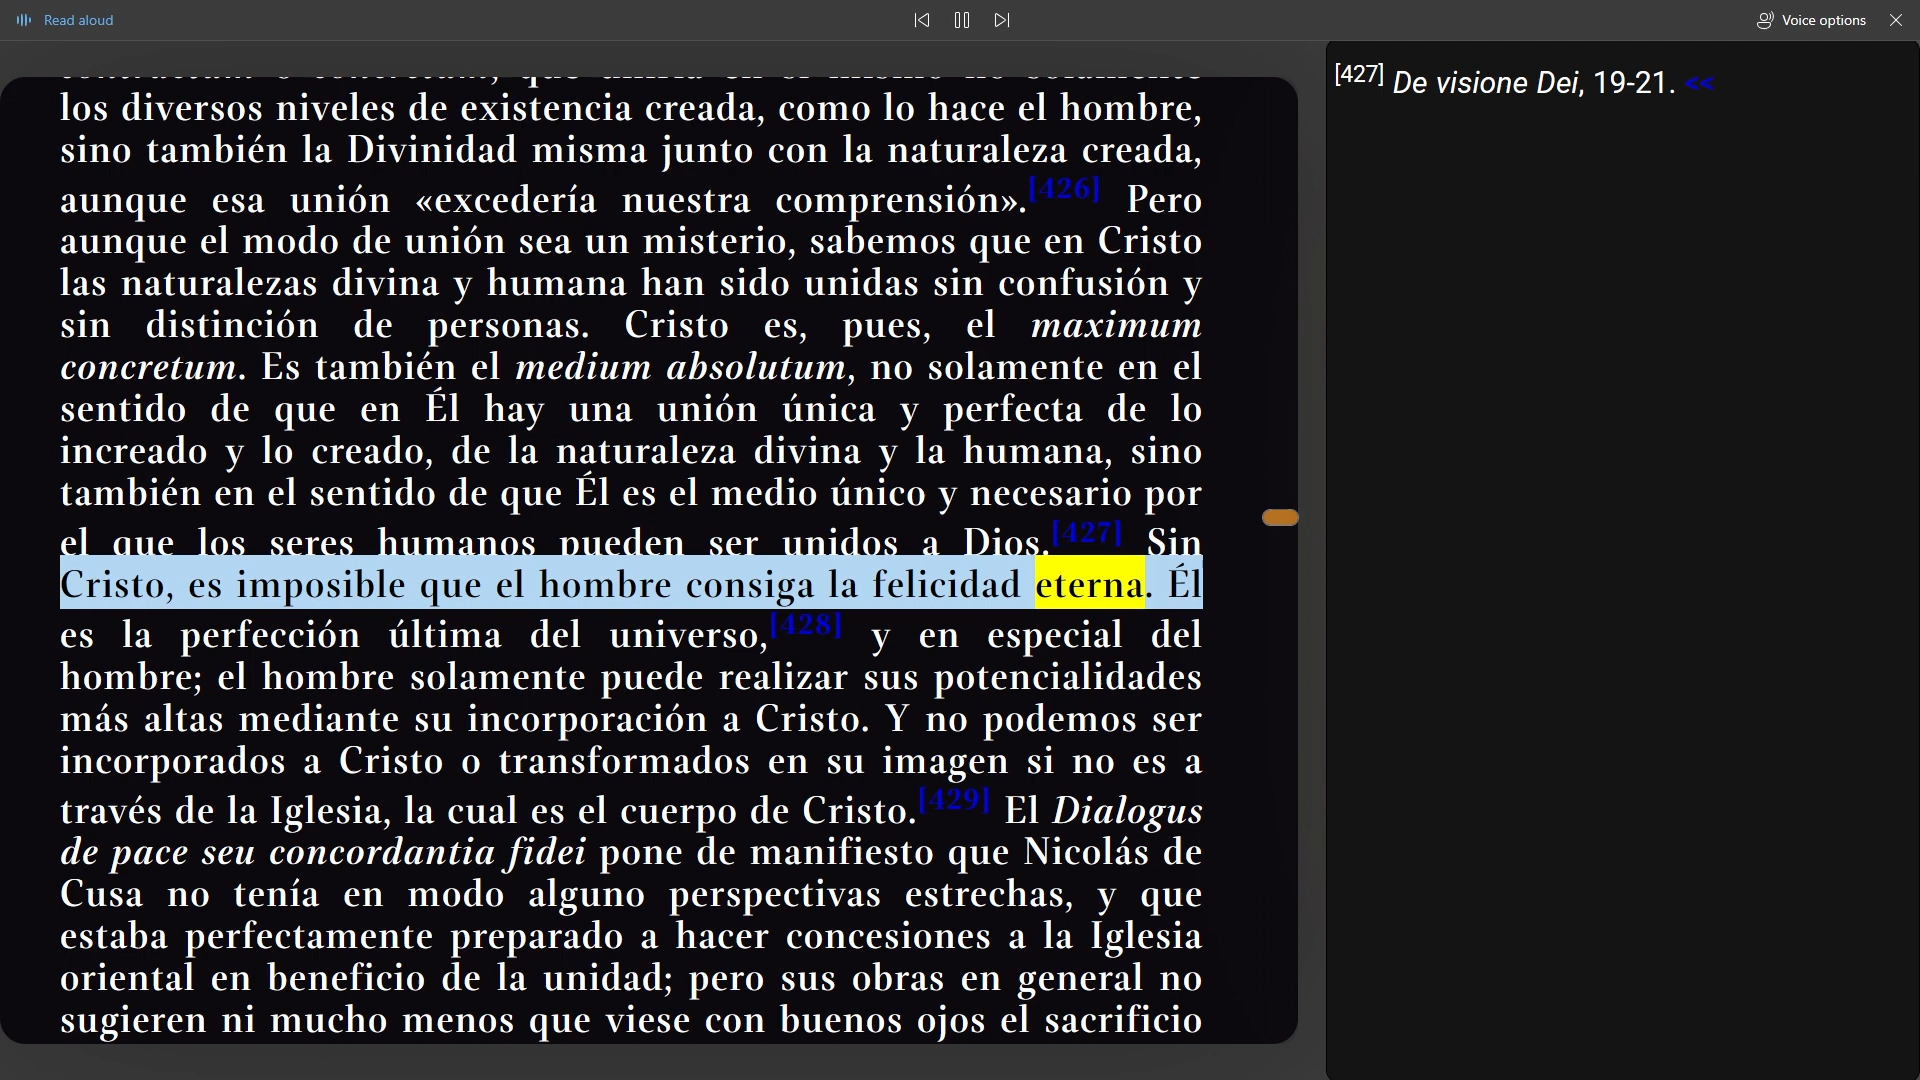 Read aloud
Voice options
los diversos niveles de existencia creada, como lo hace el hombre,
sino también la Divinidad misma junto con la naturaleza creada,
aunque esa unión «excedería nuestra comprensión».[426] Pero
aunque el modo de unión sea un misterio, sabemos que en Cristo
las naturalezas divina y humana han sido unidas sin confusión y
sin distinción de personas. Cristo es, pues, el maximum
concretum. Es también el medium absolutum, no solamente en el
sentido de que en Él hay una unión única y perfecta de lo
increado y lo creado, de la naturaleza divina y la humana, sino
también en el sentido de que Él es el medio único y necesario por
el que los seres humanos pueden ser unidos a Dios.[427] Sin
Cristo, es imposible que el hombre consiga la felicidad eterna. Él
es la perfección última del universo,[428] y en especial del
hombre; el hombre solamente puede realizar sus potencialidades
más altas mediante su incorporación a Cristo. Y no podemos ser
incorporados a Cristo o transformados en su imagen si no es a
través de la Iglesia, la cual es el cuerpo de Cristo.[429] El Dialogus
de pace seu concordantia fidei pone de manifiesto que Nicolás de
Cusa no tenía en modo alguno perspectivas estrechas, y que
estaba perfectamente preparado a hacer concesiones a la Iglesia
oriental en beneficio de la unidad; pero sus obras en general no
sugieren ni mucho menos que viese con buenos ojos el sacrificio
[427] De visione Dei, 19-21. <<